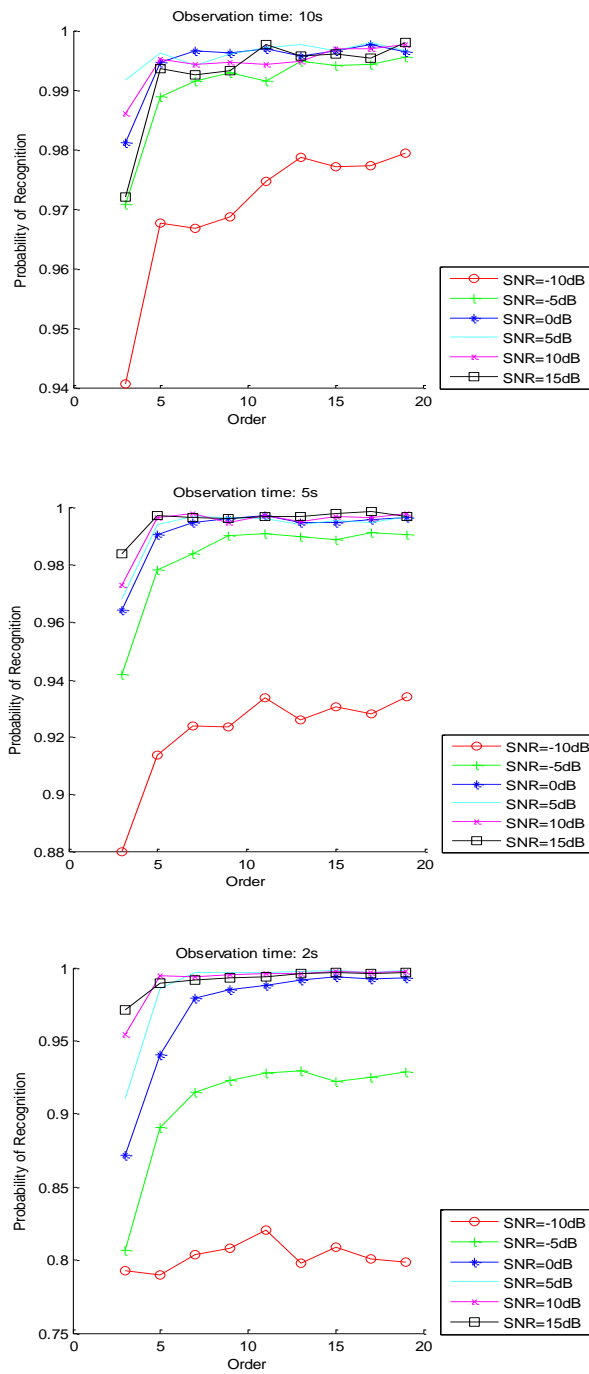 Observation time: 10s
1
0.99
0.98
0.97
0.96
0.95
0.94
Probability of Recognition
0 5 10 15 20
Order
SNR=-10dB
SNR=-5dB
SNR=0dB
SNR=5dB
SNR=10dB
SNR=15dB
Observation time: 5s
1
0.98
0.96
0.94
0.92
0.9
0.88
Probability of Recognition
0 5 10 15 20
Order
SNR=-10dB
SNR=-5dB
SNR=0dB
SNR=5dB
SNR=10dB
SNR=15dB
Observation time: 2s
1
0.95
0.9
0.85
0.8
0.75
Probability of Recognition
0 5 10 15 20
Order
SNR=-10dB
SNR=-5dB
SNR=0dB
SNR=5dB
SNR=10dB
SNR=15dB